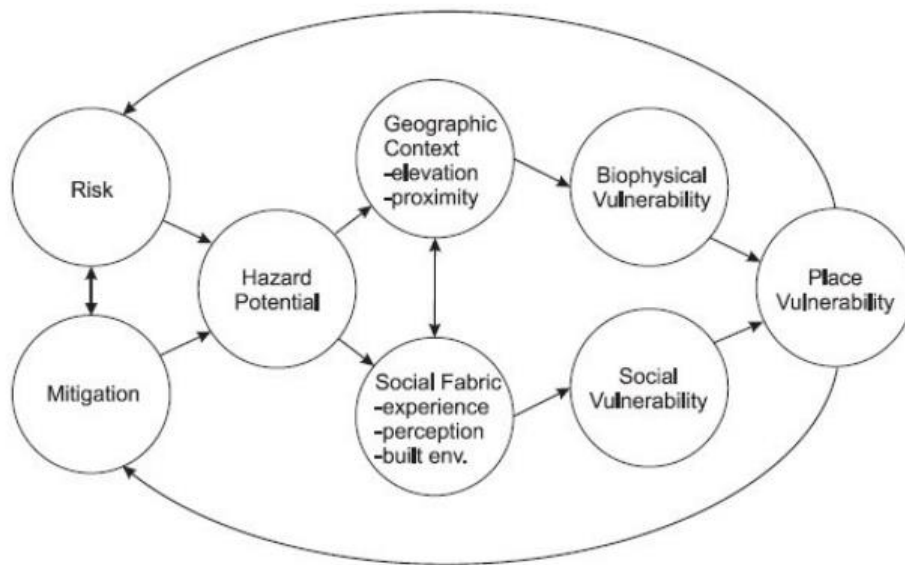 Risk
Mitigation
Hazard
Potential
Geographic
Context
-elevation
-proximity
Social Fabric
-experience
-perception
-built env.
Biophysical
Vulnerability
Social
Vulnerability
Place
Vulnerability